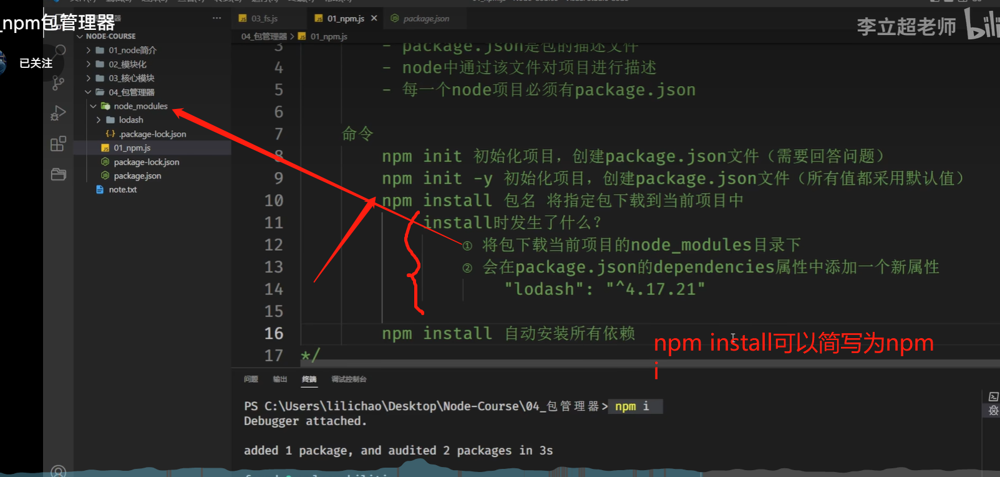 _npm包管理器
已关注
李立超老师
bili
NODE-COURSE
01_node简介
02_模块化
03_核心模块
04_包管理器
node_modules
lodash
.package-lock.json
01_npm.js
package-lock.json
package.json
note.txt
03_fs.js
01_npm.js
package.json
04_包管理器 > 01_npm.js
3 - package.json是包的描述文件
4 - node中通过该文件对项目进行描述
5 - 每一个node项目必须有package.json
6
7 命令
8 npm init 初始化项目，创建package.json文件（需要回答问题）
9 npm init -y 初始化项目，创建package.json文件（所有值都采用默认值）
10 npm install 包名 将指定包下载到当前项目中
11 install时发生了什么？
12 ① 将包下载当前项目的node_modules目录下
13 ② 会在package.json的dependencies属性中添加一个新属性
14 "lodash": "^4.17.21"
15
16 npm install 自动安装所有依赖
17 */
npm install可以简写为npm
i
问题 输出 终端 调试控制台
PS C:\Users\lilichao\Desktop\Node-Course\04_包管理器> npm i
Debugger attached.
added 1 package, and audited 2 packages in 3s